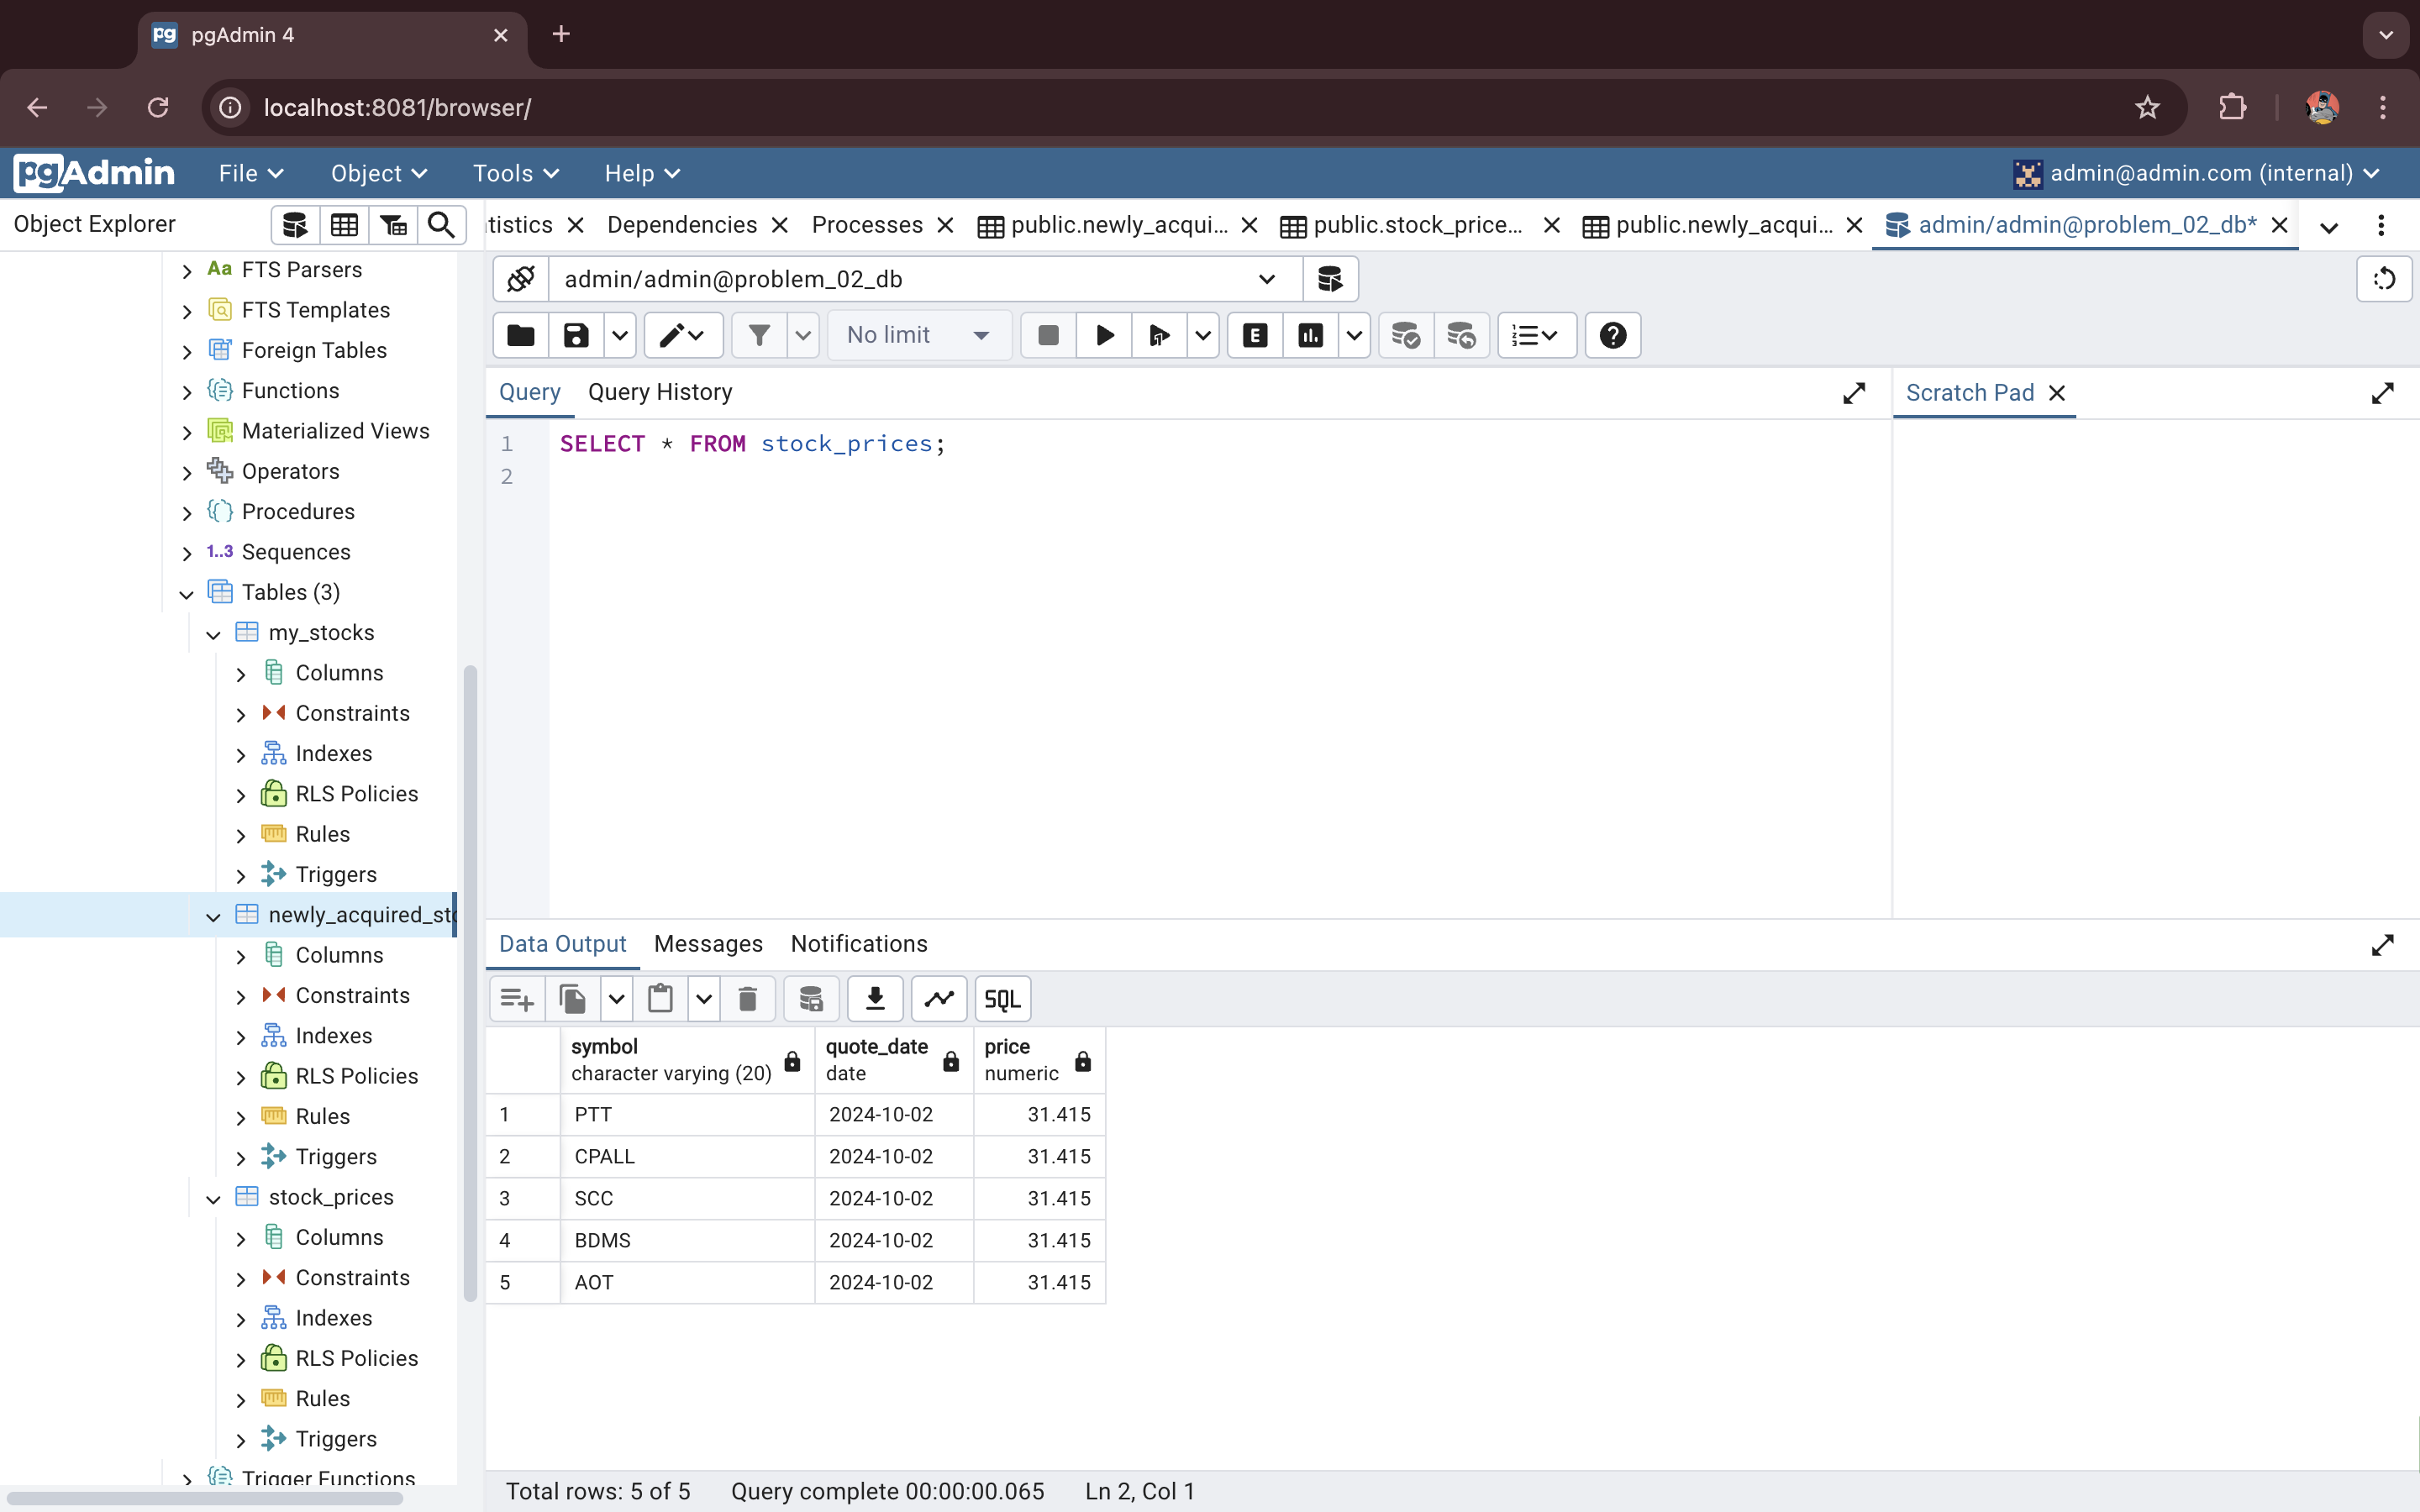 pgAdmin 4
localhost:8081/browser/
pgAdmin File Object Tools Help admin@admin.com (internal)
Object Explorer
tistics Dependencies Processes public.newly_acqui... public.stock_price... public.newly_acqui... admin/admin@problem_02_db*
FTS Parsers
FTS Templates
Foreign Tables
Functions
Materialized Views
Operators
Procedures
1..3 Sequences
Tables (3)
my_stocks
Columns
Constraints
Indexes
RLS Policies
Rules
Triggers
newly_acquired_sto
Columns
Constraints
Indexes
RLS Policies
Rules
Triggers
stock_prices
Columns
Constraints
Indexes
RLS Policies
Rules
Triggers
Trigger Functions
admin/admin@problem_02_db
No limit
E
Query Query History
Scratch Pad
1 SELECT * FROM stock_prices;
2
Data Output Messages Notifications
SQL
symbol quote_date price
character varying (20) date numeric
1 PTT 2024-10-02 31.415
2 CPALL 2024-10-02 31.415
3 SCC 2024-10-02 31.415
4 BDMS 2024-10-02 31.415
5 AOT 2024-10-02 31.415
Total rows: 5 of 5 Query complete 00:00:00.065 Ln 2, Col 1